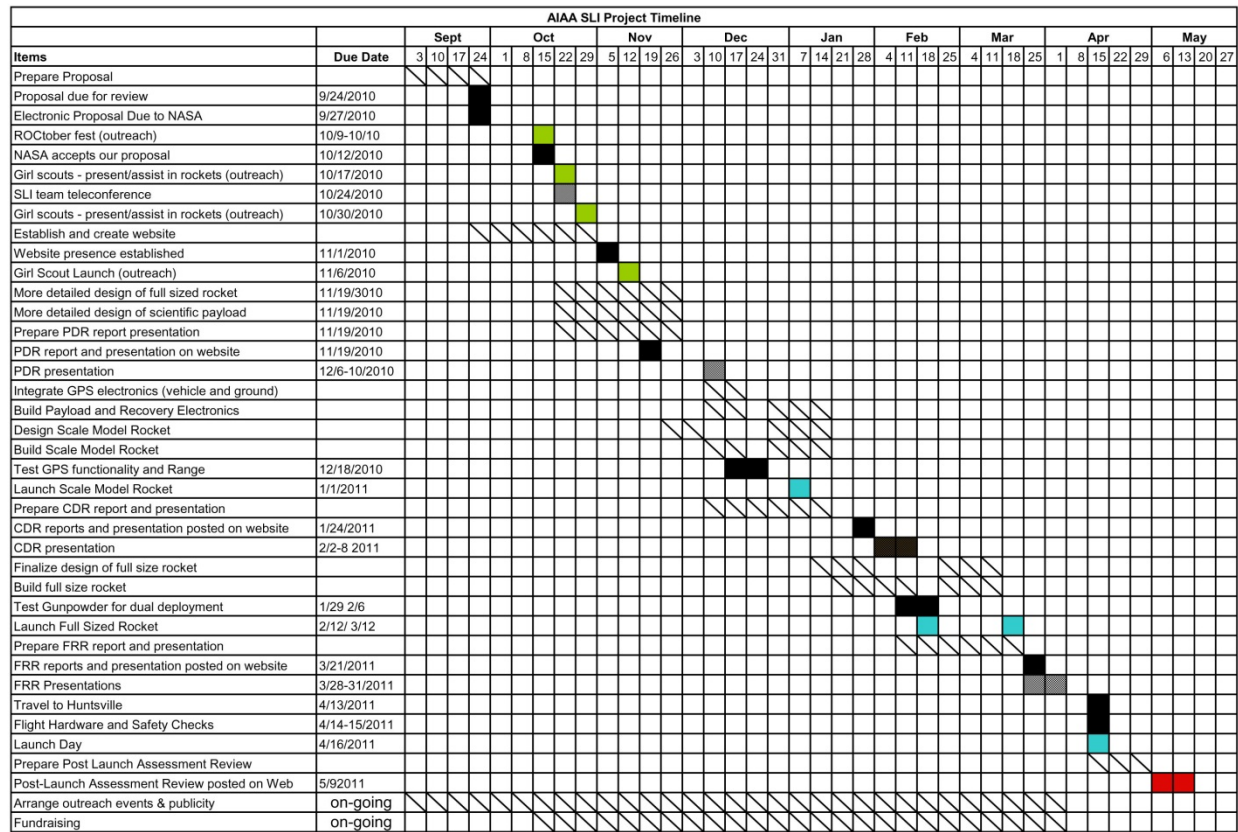 AIAA SLI Project Timeline
Sept Oct Nov Dec Jan Feb Mar Apr May
Items Due Date 3 10 17 24 1 8 15 22 29 5 12 19 26 3 10 17 24 31 7 14 21 28 4 11 18 25 4 11 18 25 1 8 15 22 29 6 13 20 27
Prepare Proposal
Proposal due for review 9/24/2010
Electronic Proposal Due to NASA 9/27/2010
ROCtober fest (outreach) 10/9-10/10
NASA accepts our proposal 10/12/2010
Girl scouts - present/assist in rockets (outreach) 10/17/2010
SLI team teleconference 10/24/2010
Girl scouts - present/assist in rockets (outreach) 10/30/2010
Establish and create website
Website presence established 11/1/2010
Girl Scout Launch (outreach) 11/6/2010
More detailed design of full sized rocket 11/19/3010
More detailed design of scientific payload 11/19/2010
Prepare PDR report presentation 11/19/2010
PDR report and presentation on website 11/19/2010
PDR presentation 12/6-10/2010
Integrate GPS electronics (vehicle and ground)
Build Payload and Recovery Electronics
Design Scale Model Rocket
Build Scale Model Rocket
Test GPS functionality and Range 12/18/2010
Launch Scale Model Rocket 1/1/2011
Prepare CDR report and presentation
CDR reports and presentation posted on website 1/24/2011
CDR presentation 2/2-8 2011
Finalize design of full size rocket
Build full size rocket
Test Gunpowder for dual deployment 1/29 2/6
Launch Full Sized Rocket 2/12/ 3/12
Prepare FRR report and presentation
FRR reports and presentation posted on website 3/21/2011
FRR Presentations 3/28-31/2011
Travel to Huntsville 4/13/2011
Flight Hardware and Safety Checks 4/14-15/2011
Launch Day 4/16/2011
Prepare Post Launch Assessment Review
Post-Launch Assessment Review posted on Web 5/92011
Arrange outreach events & publicity on-going
Fundraising on-going